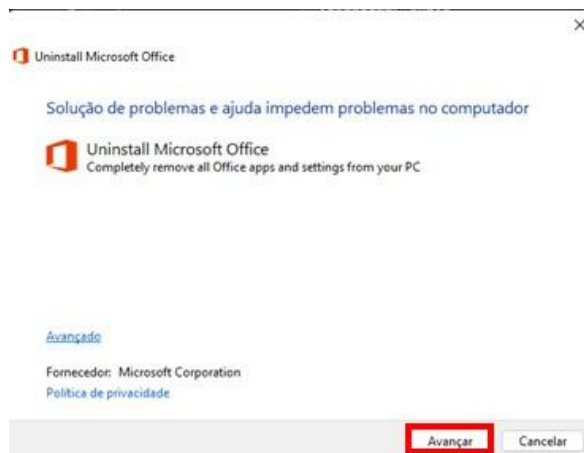 Uninstall Microsoft Office
Solução de problemas e ajuda impedem problemas no computador
Uninstall Microsoft Office
Completely remove all Office apps and settings from your PC
Avançado
Fornecedor: Microsoft Corporation
Política de privacidade
Avançar Cancelar